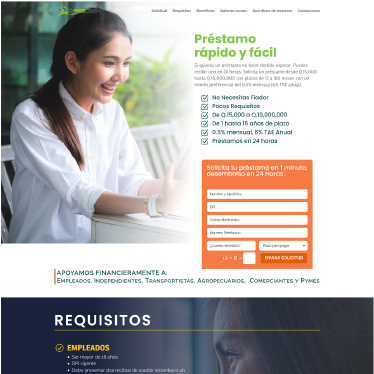 Solicitud Requisitos Beneficios Quienes somos Que dicen de nosotros Contáctanos
Préstamo
rápido y fácil
Si quieres un préstamo no tiene sentido esperar. Puedes
recibir uno en 24 horas. Solicita un préstamo desde Q.15,000
hasta Q.10,000,000 con plazos de 12 a 180 meses con un
interés preferencial del 0.5% mensual (6% TAE anual).
No Necesitas Fiador
Pocos Requisitos
De Q.15,000 a Q.10,000,000
De 1 hasta 15 años de plazo
0.5% mensual, 6% TAE Anual
Préstamos en 24 horas
Solicita tu préstamo en 1 minuto,
desembolso en 24 Horas.
Nombre y Apellidos
DPI
Correo electrónico
Número Telefónico
¿Cuánto necesitas? Plazo para pagar
ENVIAR SOLICITUD
APOYAMOS FINANCIERAMENTE A:
Empleados, Independientes, Transportistas, Agropecuarios, Comerciantes y Pymes
REQUISITOS
EMPLEADOS
Ser mayor de 18 años
DPI vigente
Debe presentar dos recibos de sueldo recientes o un